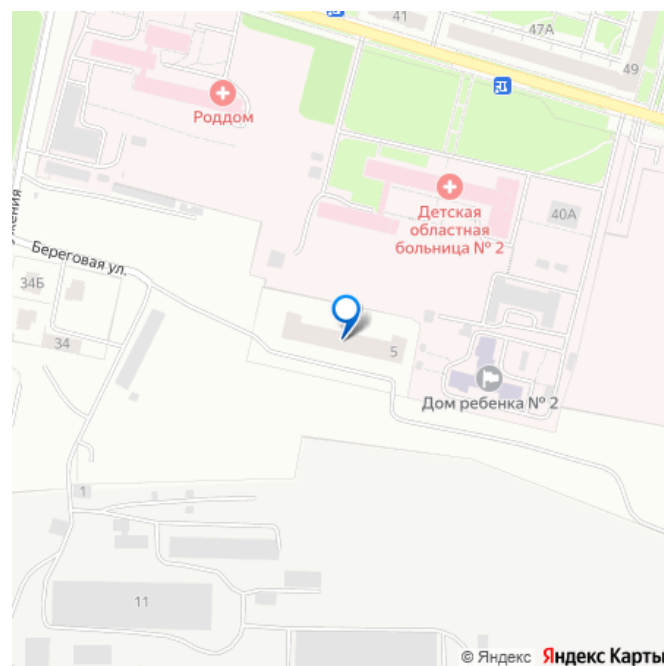 41
47А
49
Роддом
Детская
областная
больница № 2
40А
ужения
Береговая ул.
34Б
34
5
Дом ребенка № 2
1
11
© Яндекс Яндекс Карты